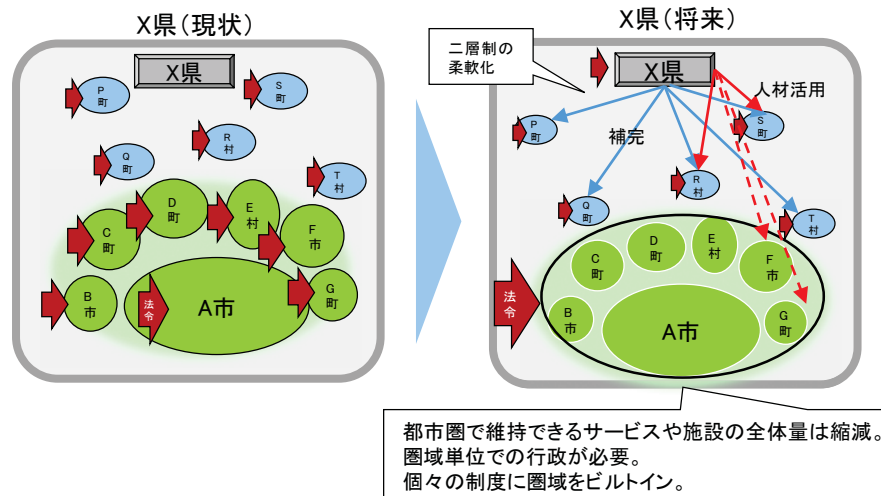 X県(現状)
X県
P
町
S
町
R
村
Q
町
T
村
D
町
E
村
C
町
F
市
B
市
法令
A市
G
町
X県(将来)
二層制の
柔軟化
X県
人材活用
P
町
S
町
補完
R
村
Q
町
T
村
E
村
D
町
C
町
F
市
法令
B
市
A市
G
町
都市圏で維持できるサービスや施設の全体量は縮減。
圏域単位での行政が必要。
個々の制度に圏域をビルトイン。